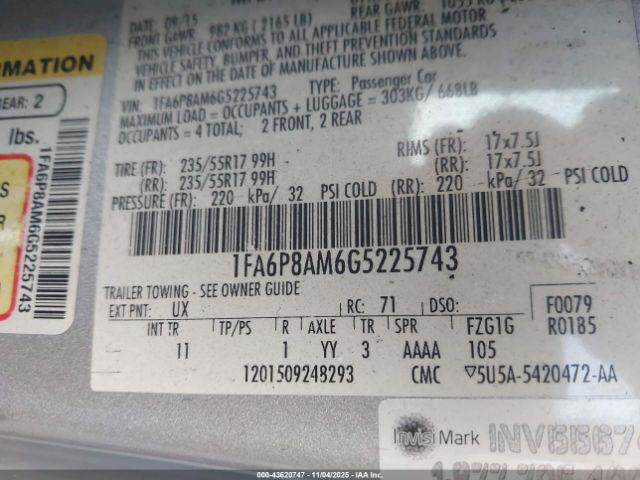 DATE: 09/15
FRONT GAWR: 982 KG ( 2165 LB)
REAR GAWR:
THIS VEHICLE CONFORMS TO ALL APPLICABLE FEDERAL MOTOR
VEHICLE SAFETY, BUMPER, AND THEFT PREVENTION STANDARDS
IN EFFECT ON THE DATE OF MANUFACTURE SHOWN ABOVE.
VIN: 1FA6P8AM6G5225743 TYPE: Passenger Car
MAXIMUM LOAD = OCCUPANTS + LUGGAGE = 303KG/ 668LB
OCCUPANTS = 4 TOTAL; 2 FRONT, 2 REAR
TIRE (FR): 235/55R17 99H RIMS (FR): 17x7.5J
(RR): 235/55R17 99H (RR): 17x7.5J
PRESSURE (FR): 220 kPa/ 32 PSI COLD (RR): 220 kPa/ 32 PSI COLD
1FA6P8AM6G5225743
TRAILER TOWING - SEE OWNER GUIDE
EXT PNT: UX RC: 71 DSO: F0079
INT TR TP/PS R AXLE TR SPR FZG1G R0185
11 1 YY 3 AAAA 105
1201509248293 CMC ▽5U5A-5420472-AA
InvisiMark
REAR: 2
lbs.
1FA6P8AM6G5225743
00 - 43620747 - 11/04/2025 - AACTION